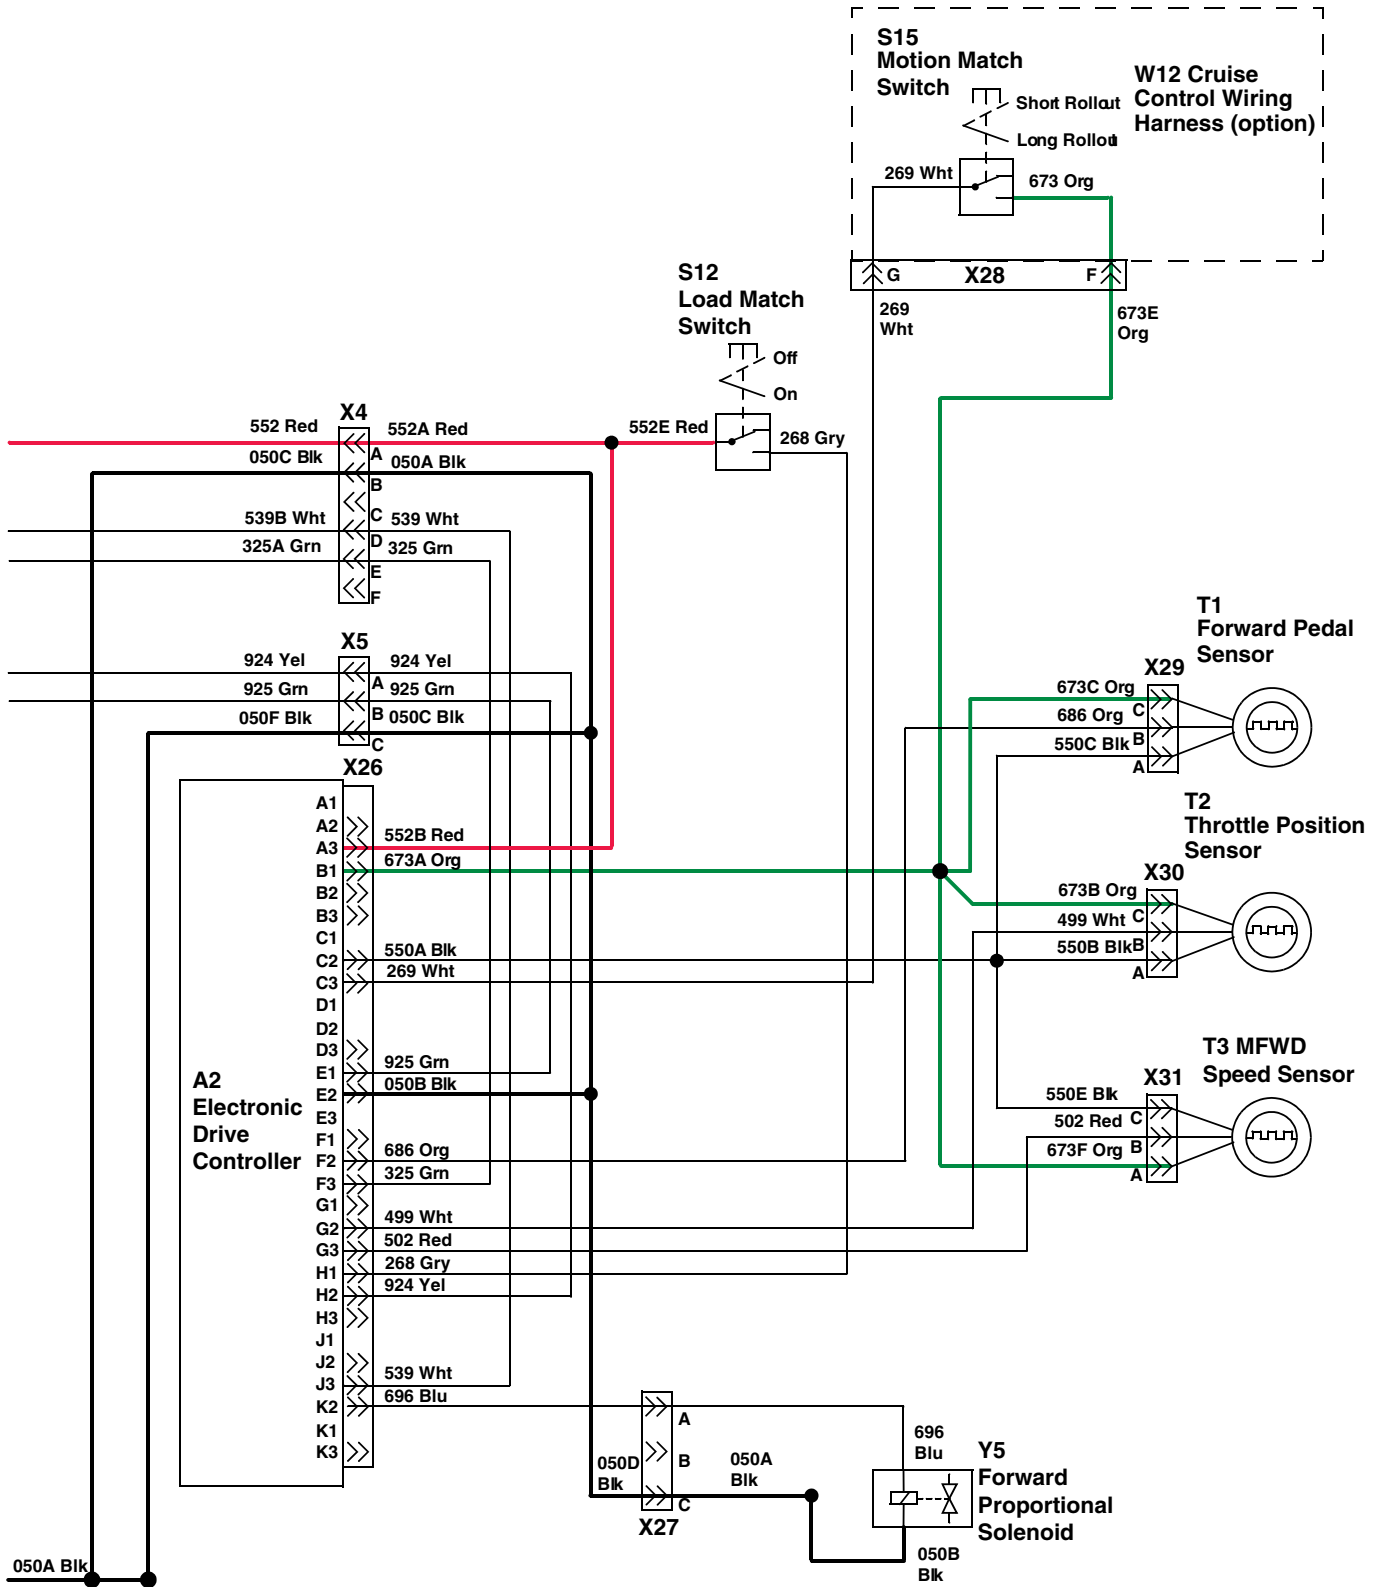 S15
Motion Match
Switch
Short Rollout
Long Rollout
W12 Cruise
Control Wiring
Harness (option)
269 Wht
673 Org
G
X28
F
269
Wht
673E
Org
S12
Load Match
Switch
Off
On
552E Red
268 Gry
X4
552 Red
552A Red
A
050C Blk
050A Blk
B
C
539B Wht
539 Wht
D
325A Grn
325 Grn
E
F
X5
924 Yel
924 Yel
A
925 Grn
925 Grn
B
050F Blk
050C Blk
C
X26
A1
A2
A3
552B Red
B1
673A Org
B2
B3
C1
C2
550A Blk
C3
269 Wht
D1
D2
D3
E1
925 Grn
E2
050B Blk
E3
F1
F2
686 Org
F3
325 Grn
G1
G2
499 Wht
G3
502 Red
H1
268 Gry
H2
924 Yel
H3
J1
J2
J3
539 Wht
K2
696 Blu
K1
K3
A2
Electronic
Drive
Controller
T1
Forward Pedal
Sensor
X29
673C Org
C
686 Org
B
550C Blk
A
T2
Throttle Position
Sensor
X30
673B Org
C
499 Wht
B
550B Blk
A
T3 MFWD
Speed Sensor
X31
550E Blk
C
502 Red
B
673F Org
A
A
B
C
X27
050D
Blk
050A
Blk
696
Blu
Y5
Forward
Proportional
Solenoid
050B
Blk
050A Blk